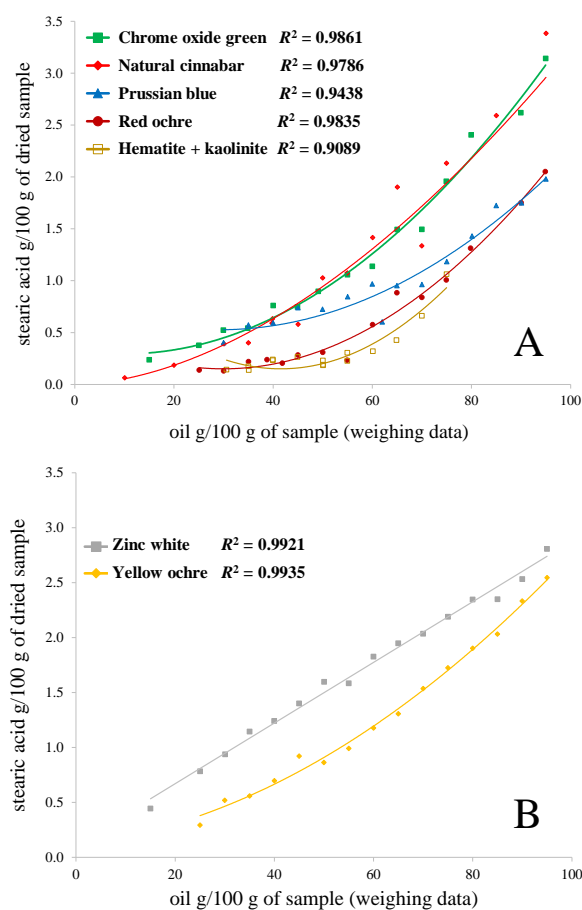 3.5
3.0
2.5
2.0
1.5
1.0
0.5
0.0
stearic acid g/100 g of dried sample
Chrome oxide green R² = 0.9861
Natural cinnabar R² = 0.9786
Prussian blue R² = 0.9438
Red ochre R² = 0.9835
Hematite + kaolinite R² = 0.9089
A
0 20 40 60 80 100
oil g/100 g of sample (weighing data)
3.5
3.0
2.5
2.0
1.5
1.0
0.5
0.0
stearic acid g/100 g of dried sample
Zinc white R² = 0.9921
Yellow ochre R² = 0.9935
B
0 20 40 60 80 100
oil g/100 g of sample (weighing data)